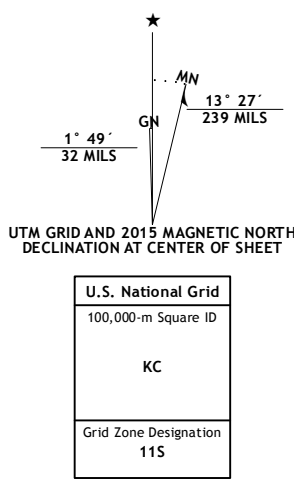 ★
MN
GN
13° 27´
239 MILS
1° 49´
32 MILS
UTM GRID AND 2015 MAGNETIC NORTH
DECLINATION AT CENTER OF SHEET
U.S. National Grid
100,000-m Square ID
KC
Grid Zone Designation
11S